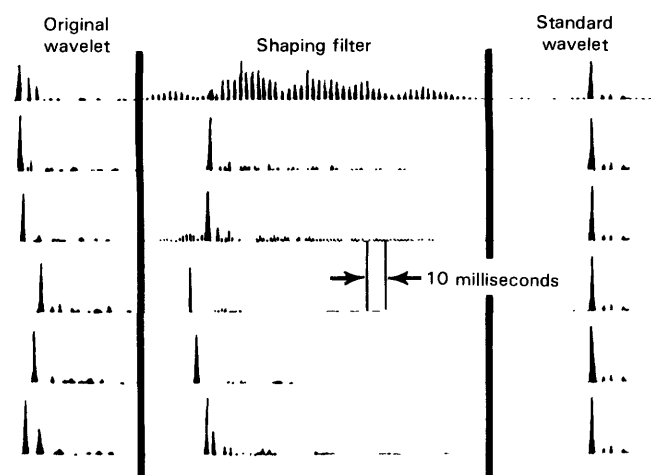 Original
wavelet
Shaping filter
Standard
wavelet
10 milliseconds